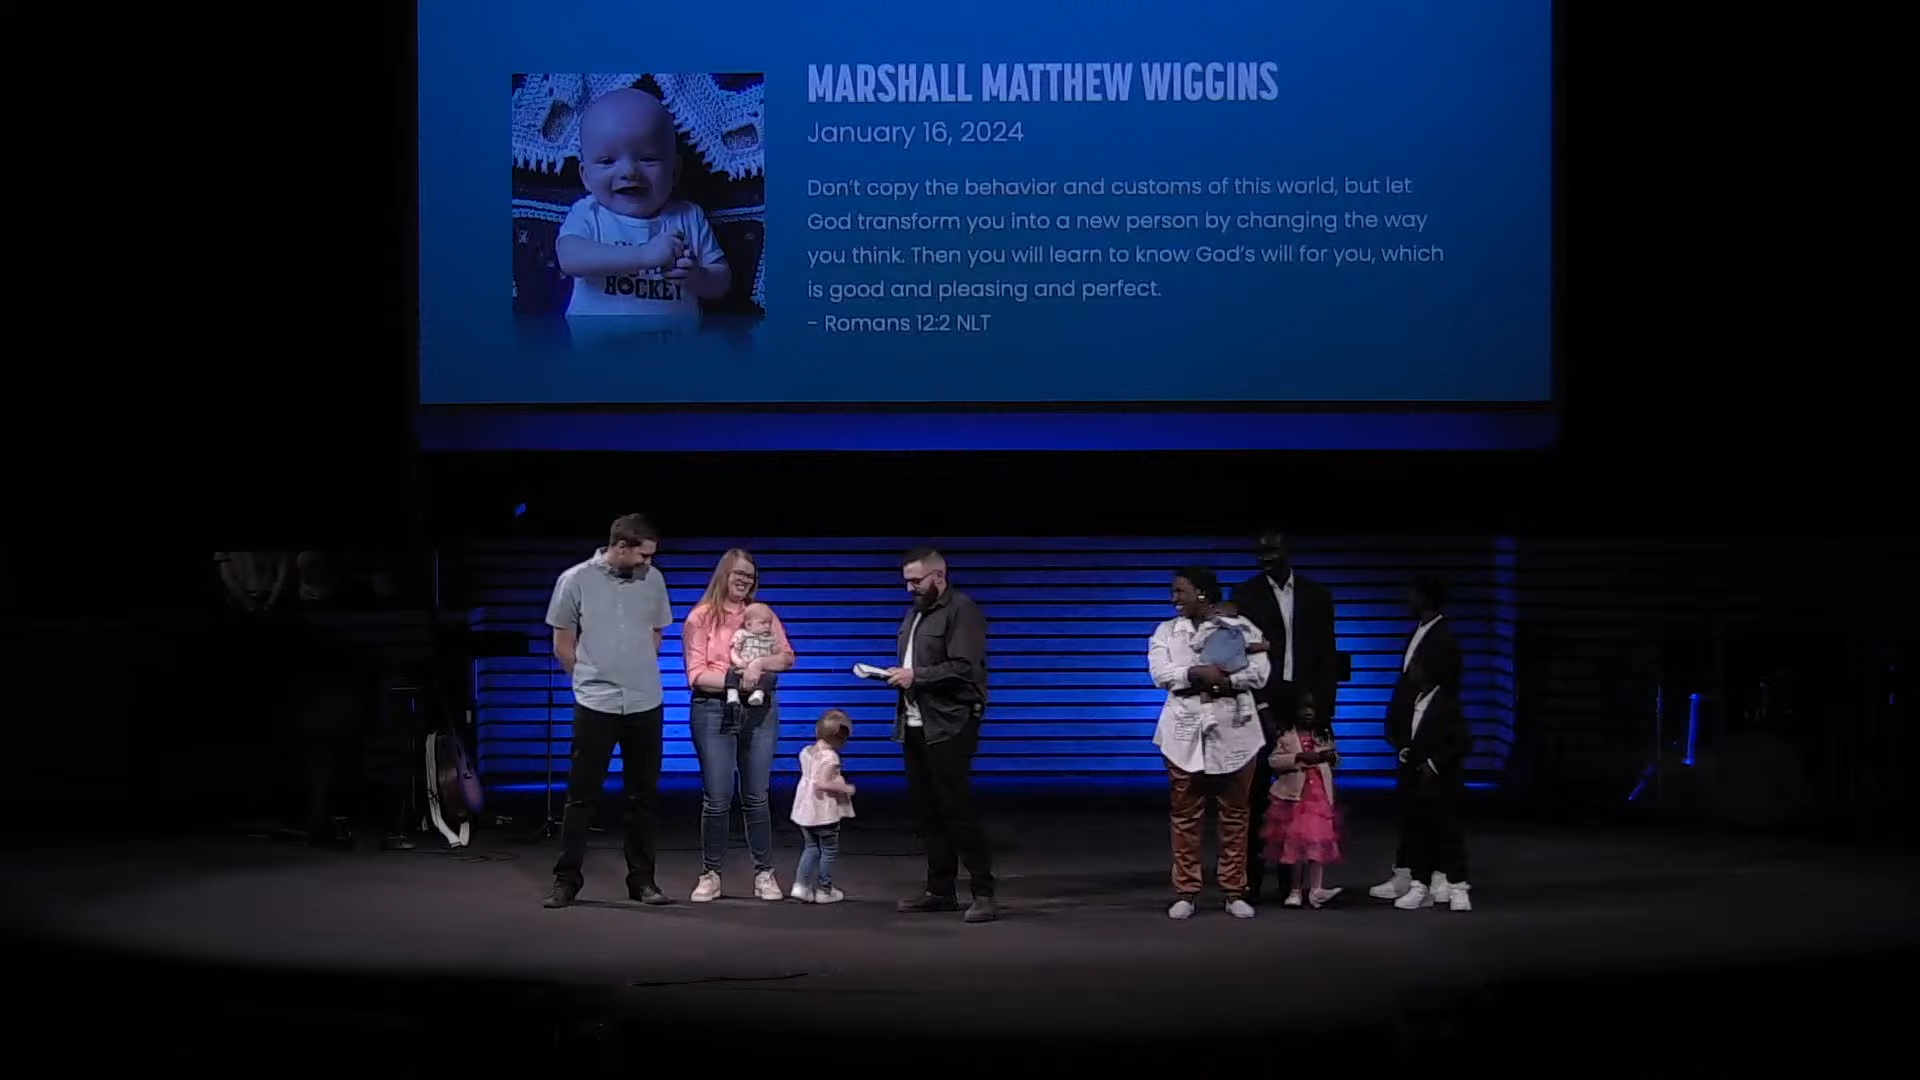 MARSHALL MATTHEW WIGGINS
January 16, 2024
Don't copy the behavior and customs of this world, but let
God transform you into a new person by changing the way
you think. Then you will learn to know God's will for you, which
is good and pleasing and perfect.
- Romans 12:2 NLT
HOCKEY